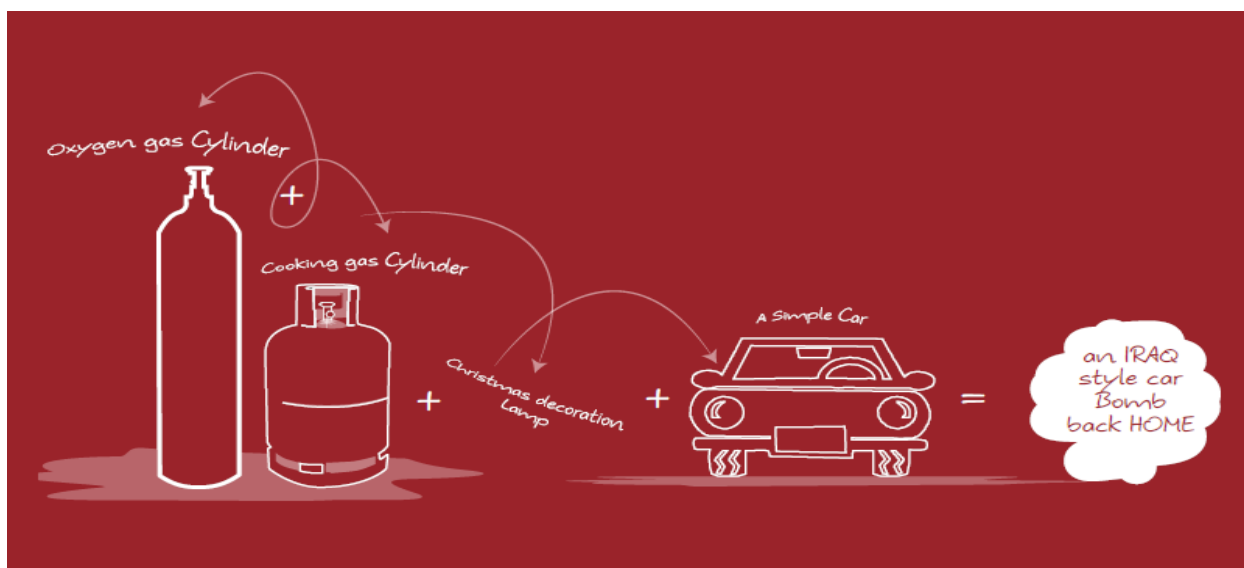 Oxygen gas Cylinder
+
Cooking gas Cylinder
+
Christmas decoration
Lamp
+
A Simple Car
=
an IRAQ
style car
Bomb
back HOME